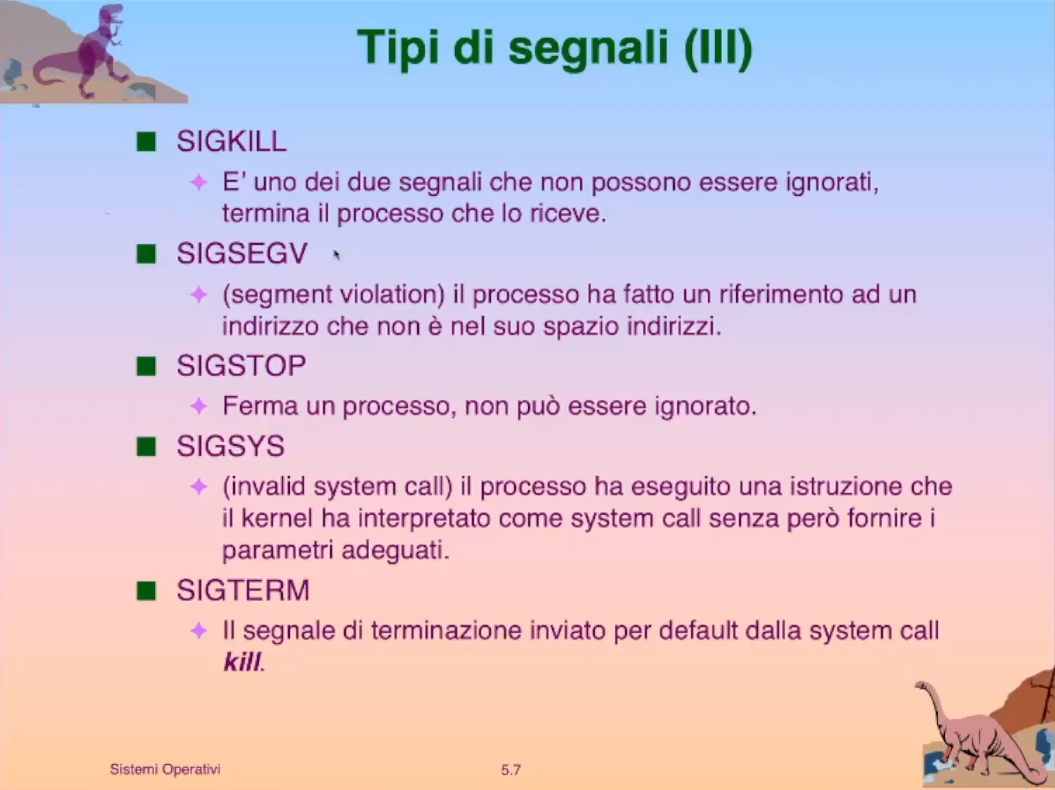 Tipi di segnali (III)
SIGKILL
E' uno dei due segnali che non possono essere ignorati,
termina il processo che lo riceve.
SIGSEGV
(segment violation) il processo ha fatto un riferimento ad un
indirizzo che non è nel suo spazio indirizzi.
SIGSTOP
Ferma un processo, non può essere ignorato.
SIGSYS
(invalid system call) il processo ha eseguito una istruzione che
il kernel ha interpretato come system call senza però fornire i
parametri adeguati.
SIGTERM
Il segnale di terminazione inviato per default dalla system call
kill.
Sistemi Operativi
5.7